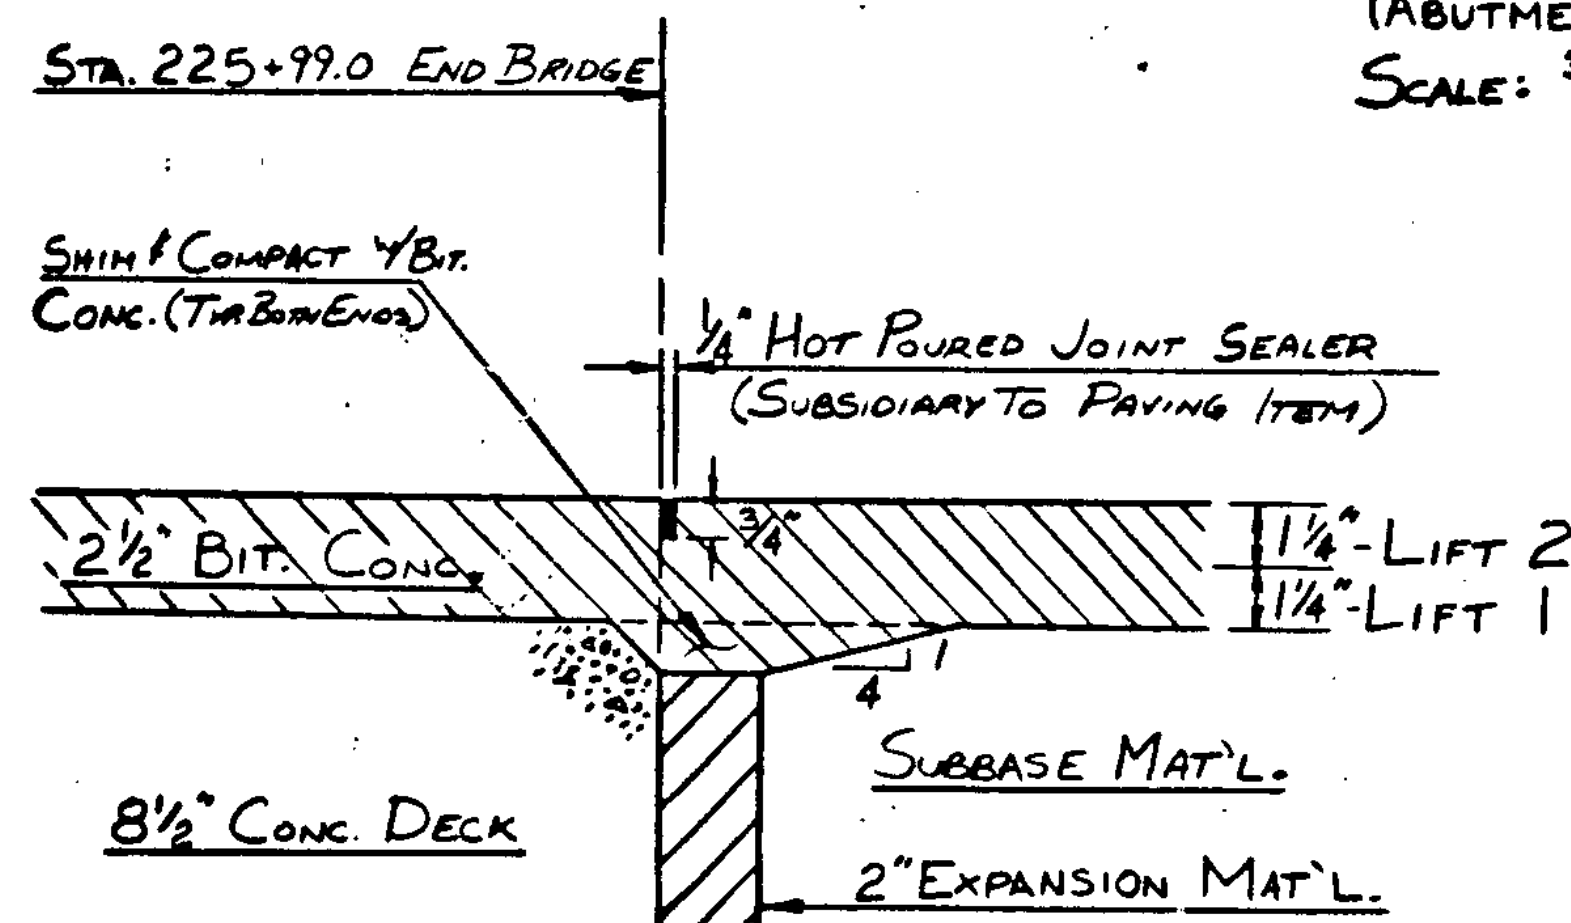 (ABUTME
SCALE: 3
STA. 225+99.0 END BRIDGE
SHIM & COMPACT W/BIT.
CONC. (TYP. BOTH ENDS)
1/4" HOT POURED JOINT SEALER
(SUBSIDIARY TO PAVING ITEM)
3/4"
2 1/2" BIT. CONC.
1 1/4"-LIFT 2
1 1/4"-LIFT 1
1
4
SUBBASE MAT'L.
8 1/2" CONC. DECK
2" EXPANSION MAT'L.